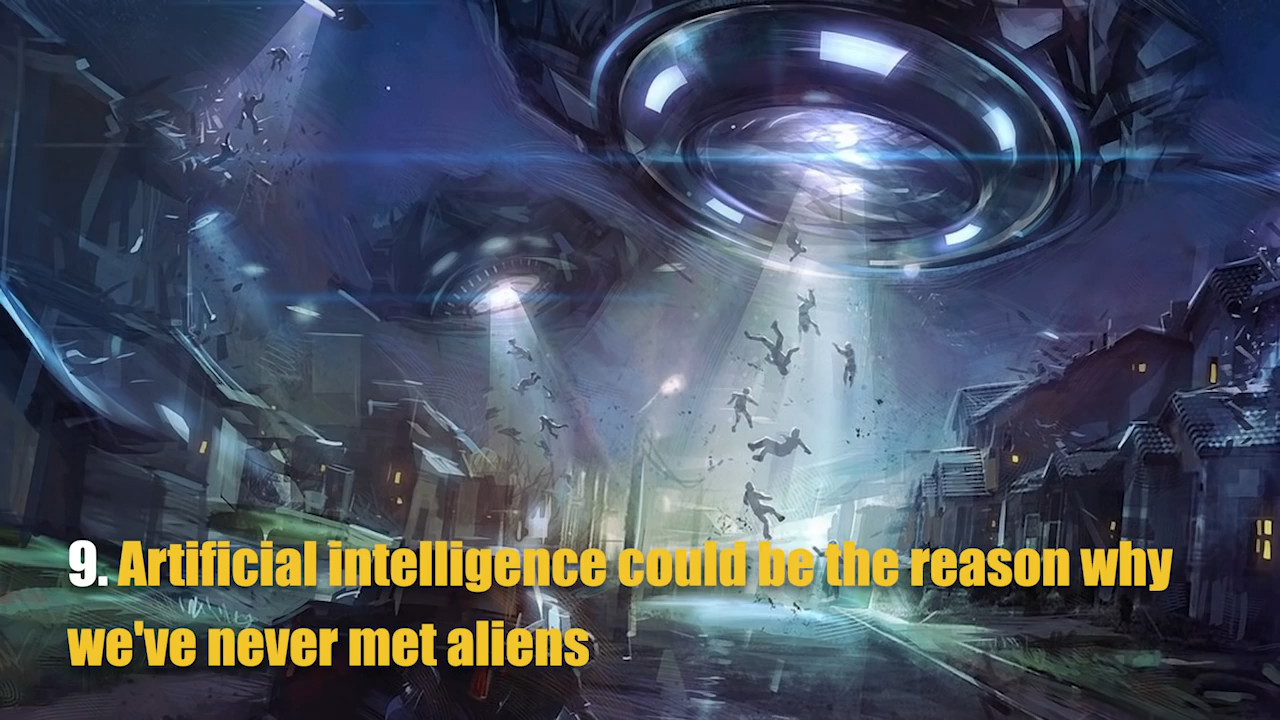 9. Artificial intelligence could be the reason why
we've never met aliens